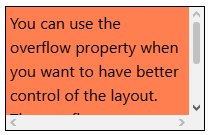 You can use the
overflow property when
you want to have better
control of the layout.